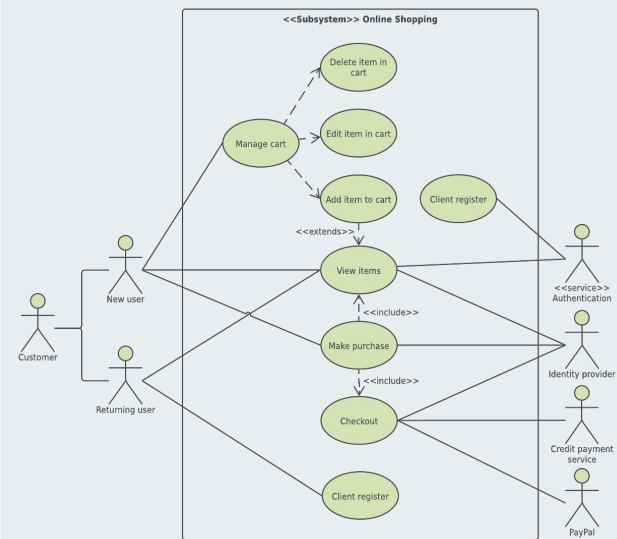 <<Subsystem>> Online Shopping
Delete item in
cart
Manage cart
Edit item in cart
Add item to cart
Client register
<<extends>>
New user
View items
<<service>>
Authentication
<<include>>
Customer
Make purchase
Identity provider
<<include>>
Returning user
Checkout
Credit payment
service
Client register
PayPal